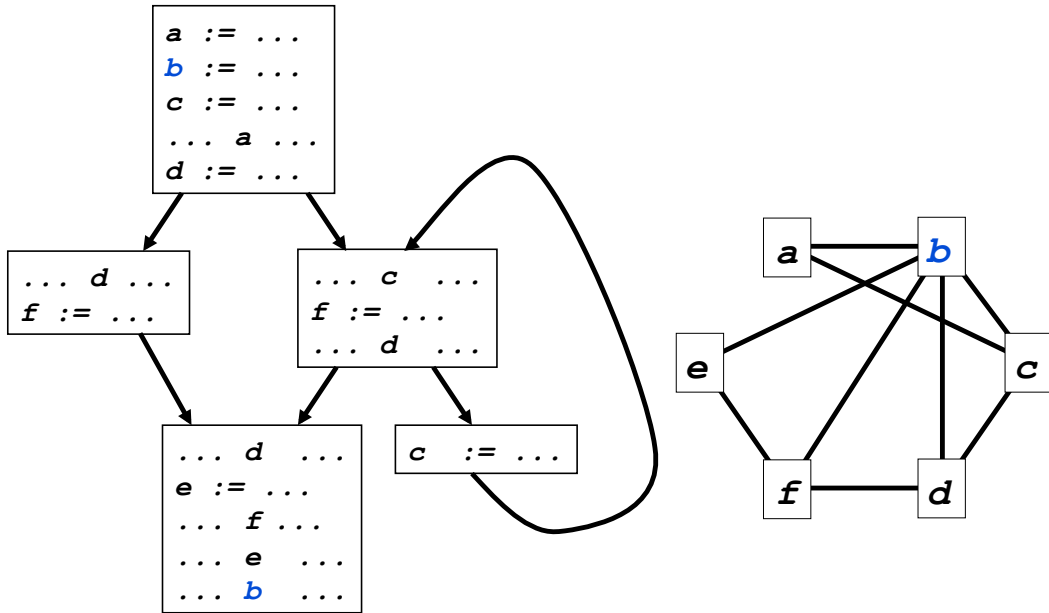 a := ...
b := ...
c := ...
... a ...
d := ...
... d ...
f := ...
... c ...
f := ...
... d ...
... d ...
e := ...
... f ...
... e ...
... b ...
c := ...
a
b
e
c
f
d